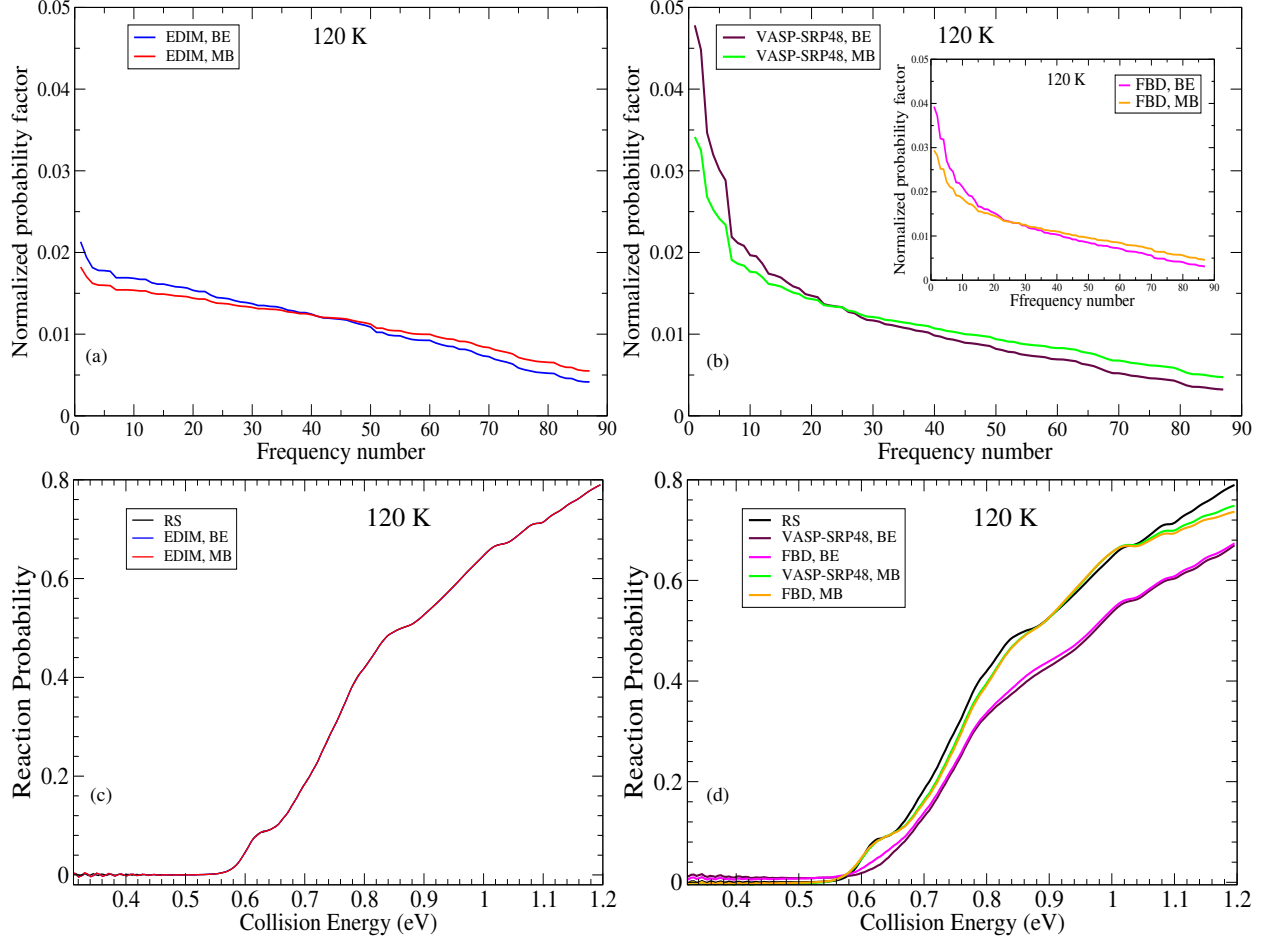 0.05
0.04
0.03
0.02
0.01
0
Normalized probability factor
120 K
EDIM, BE
EDIM, MB
(a)
0 10 20 30 40 50 60 70 80 90
Frequency number
0.05
0.04
0.03
0.02
0.01
0
Normalized probability factor
120 K
VASP-SRP48, BE
VASP-SRP48, MB
(b)
0.05
0.04
0.03
0.02
0.01
0
Normalized probability factor
120 K
FBD, BE
FBD, MB
0 10 20 30 40 50 60 70 80 90
Ffrequency number
0 10 20 30 40 50 60 70 80 90
Frequency number
0.8
0.6
0.4
0.2
0
Reaction Probability
120 K
RS
EDIM, BE
EDIM, MB
(c)
0.4 0.5 0.6 0.7 0.8 0.9 1 1.1 1.2
Collision Energy (eV)
0.8
0.6
0.4
0.2
0
Reaction Probability
120 K
RS
VASP-SRP48, BE
FBD, BE
VASP-SRP48, MB
FBD, MB
(d)
0.4 0.5 0.6 0.7 0.8 0.9 1 1.1 1.2
Collision Energy (eV)